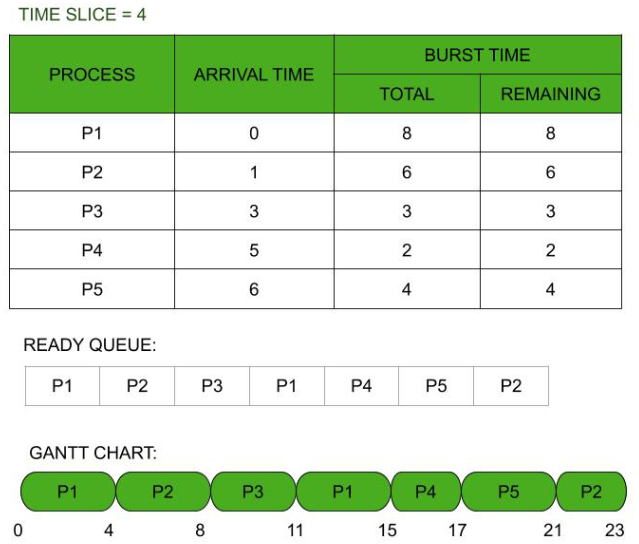 TIME SLICE = 4
PROCESS ARRIVAL TIME BURST TIME
TOTAL REMAINING
P1 0 8 8
P2 1 6 6
P3 3 3 3
P4 5 2 2
P5 6 4 4
READY QUEUE:
P1 P2 P3 P1 P4 P5 P2
GANTT CHART:
P1 P2 P3 P1 P4 P5 P2
0 4 8 11 15 17 21 23